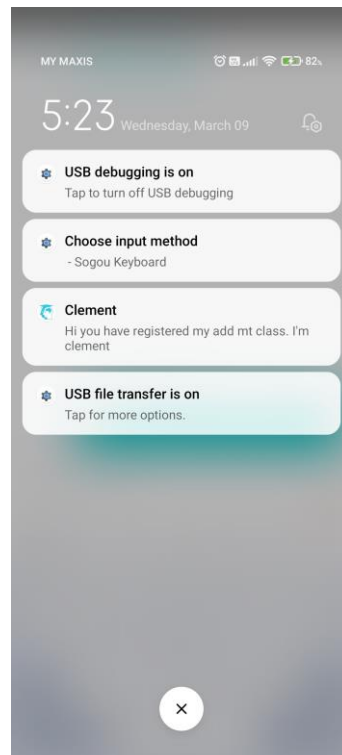 MY MAXIS 82%
5:23 Wednesday, March 09
USB debugging is on
Tap to turn off USB debugging
Choose input method
- Sogou Keyboard
Clement
Hi you have registered my add mt class. I'm
clement
USB file transfer is on
Tap for more options.